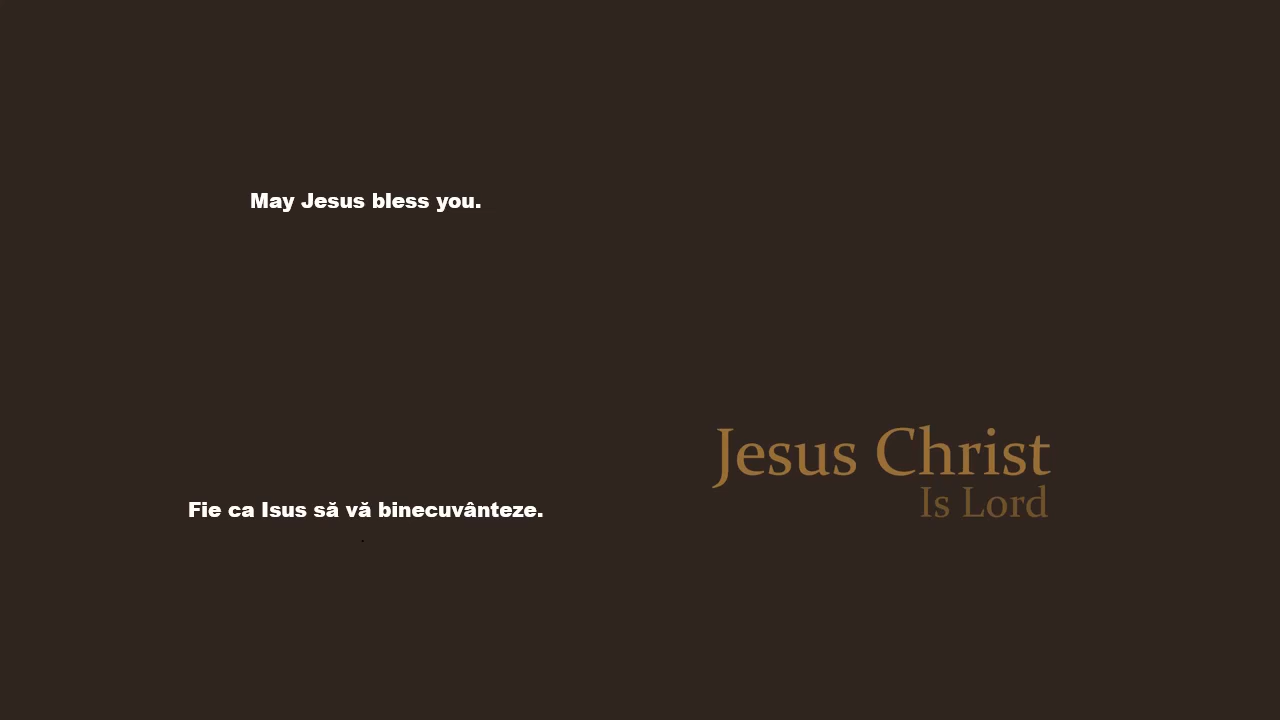 May Jesus bless you.
Fie ca Isus să vă binecuvânteze.
Jesus Christ
Is Lord